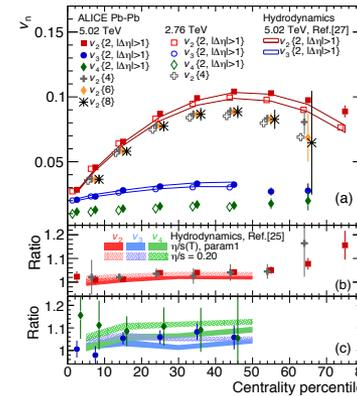 v_n
ALICE Pb-Pb
Hydrodynamics
5.02 TeV
2.76 TeV
5.02 TeV, Ref.[27]
v₂{2, |Δη|>1}
v₂{2, |Δη|>1}
v₂{2, |Δη|>1}
v₃{2, |Δη|>1}
v₃{2, |Δη|>1}
v₃{2, |Δη|>1}
v₄{2, |Δη|>1}
v₄{2, |Δη|>1}
v₂{4}
v₂{4}
v₂{6}
v₂{8}
0.15
0.1
0.05
(a)
Ratio
1.2
1.1
1
v₂ v₃ v₄
Hydrodynamics, Ref.[25]
η/s(T), param1
η/s = 0.20
(b)
Ratio
1.2
1.1
1
(c)
0 10 20 30 40 50 60 70
Centrality percentile